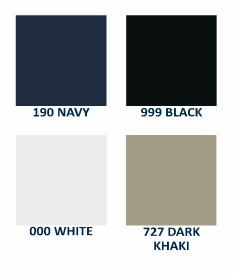 190 NAVY
999 BLACK
000 WHITE
727 DARK
KHAKI